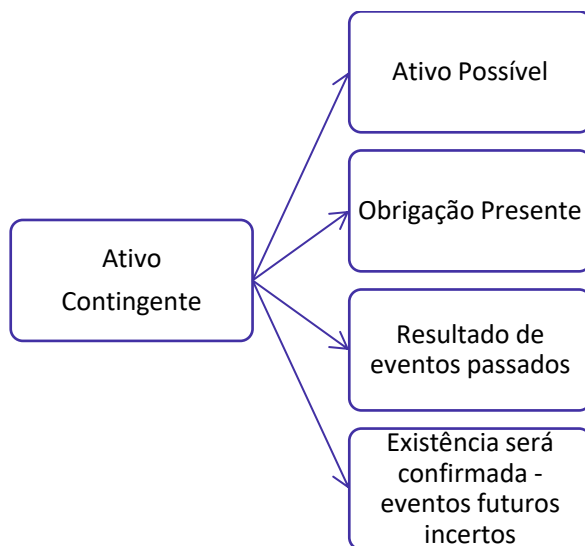 Ativo
Contingente
Ativo Possível
Obrigação Presente
Resultado de
eventos passados
Existência será
confirmada -
eventos futuros
incertos